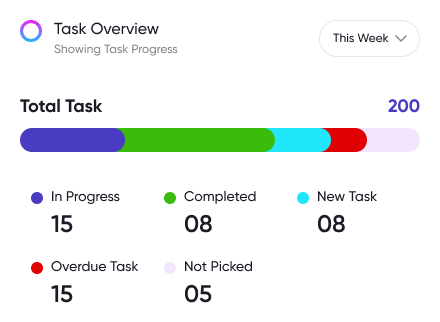 Task Overview
Showing Task Progress
This Week
Total Task
200
In Progress
Completed
New Task
15
08
08
Overdue Task
Not Picked
15
05